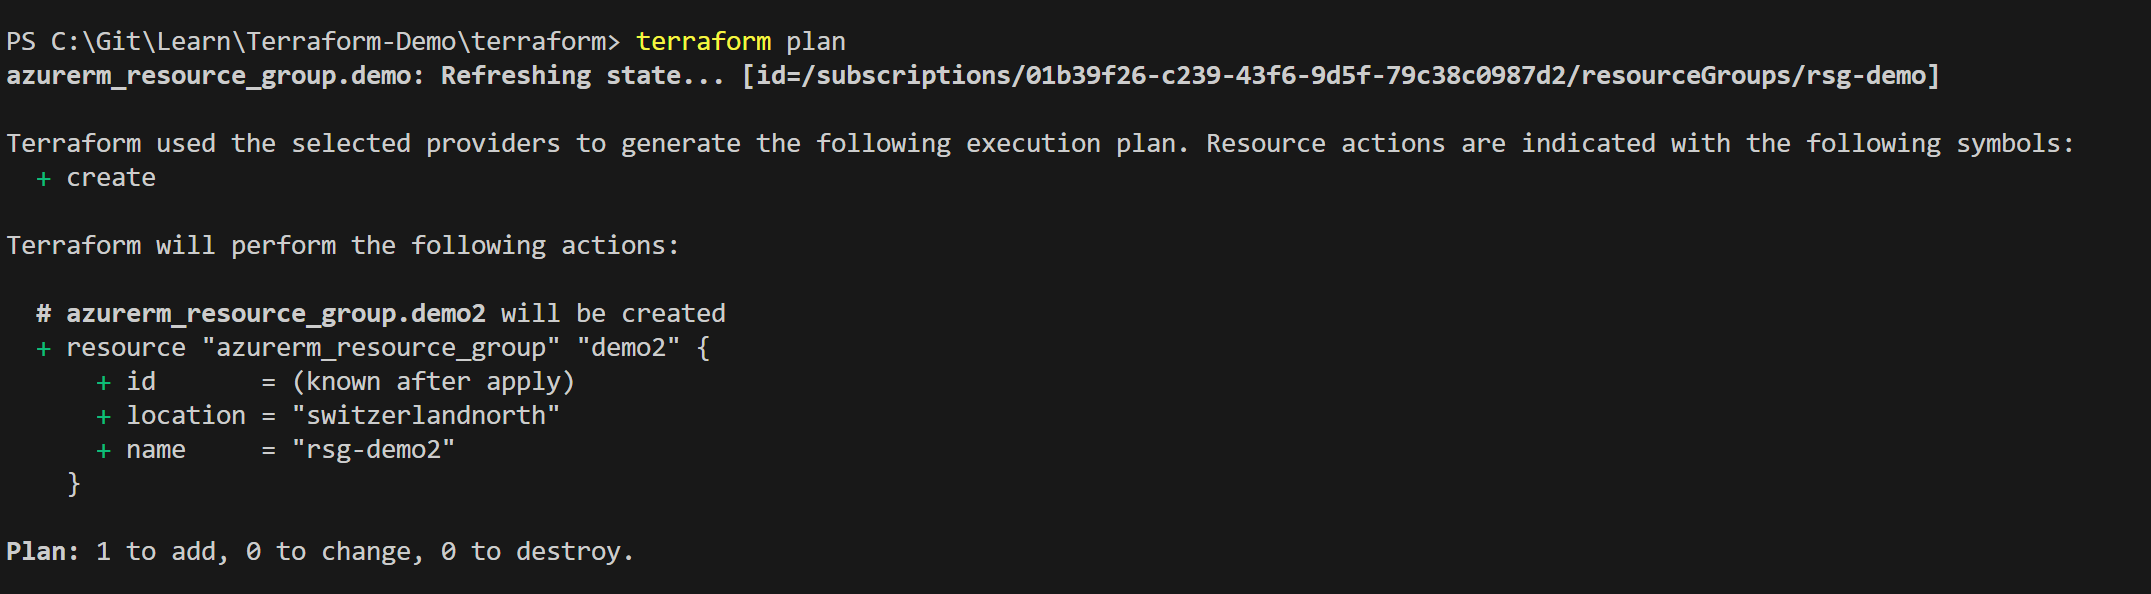 PS C:\Git\Learn\Terraform-Demo\terraform> terraform plan
azurerm_resource_group.demo: Refreshing state... [id=/subscriptions/01b39f26-c239-43f6-9d5f-79c38c0987d2/resourceGroups/rsg-demo]
Terraform used the selected providers to generate the following execution plan. Resource actions are indicated with the following symbols:
  + create
Terraform will perform the following actions:
  # azurerm_resource_group.demo2 will be created
  + resource "azurerm_resource_group" "demo2" {
      + id       = (known after apply)
      + location = "switzerlandnorth"
      + name     = "rsg-demo2"
    }
Plan: 1 to add, 0 to change, 0 to destroy.